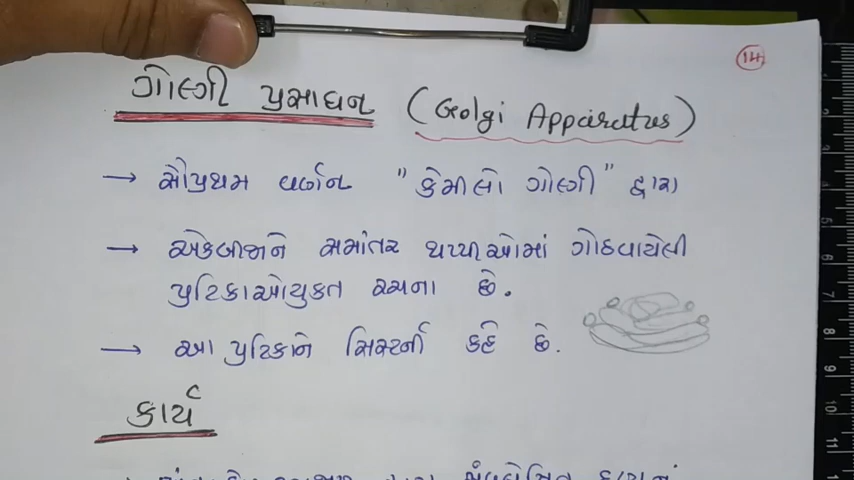 14
ગોલ્ગી પ્રસાધન (Golgi Apparatus)
→ સૌપ્રથમ વર્ણન "કેમીલો ગોલ્ગી" દ્વારા
→ એકબીજાને સમાંતર થપ્પીઓમાં ગોઠવાયેલી
પુટિકાઓયુક્ત રચના છે.
→ આ પુટિકાને સિસ્ટર્ની કહે છે.
કાર્ય